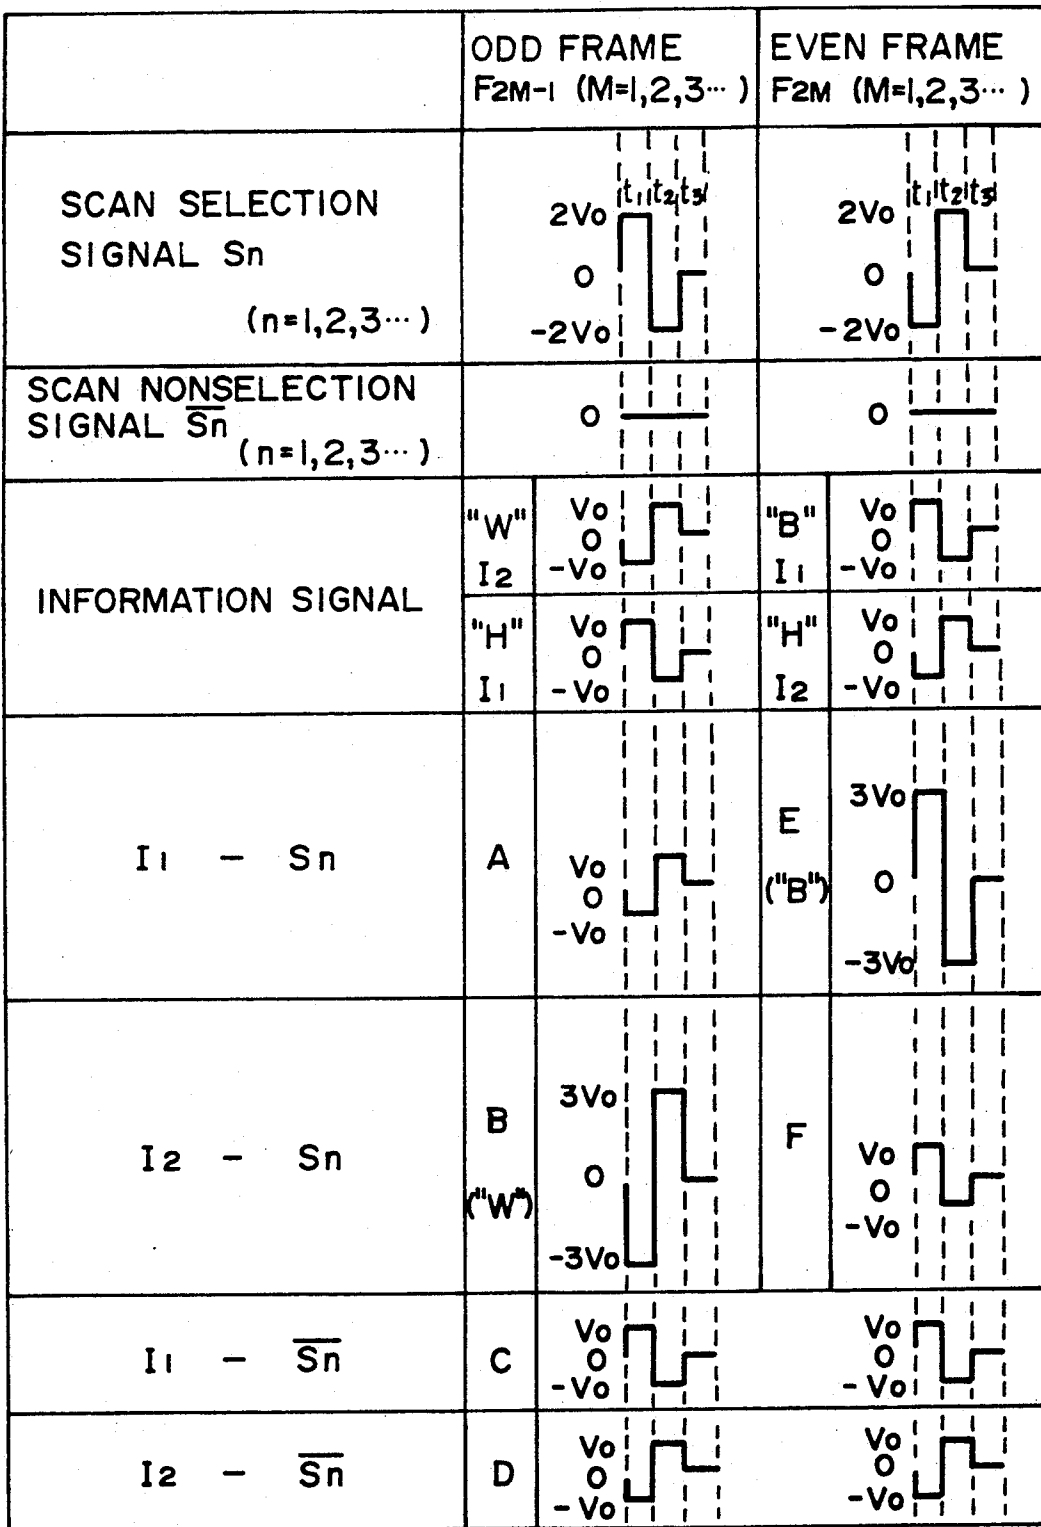 ODD FRAME
F2M-1 (M=1,2,3···)
EVEN FRAME
F2M (M=1,2,3···)
SCAN SELECTION
SIGNAL Sn
(n=1,2,3···)
t1 t2 t3
2Vo
0
-2Vo
t1 t2 t3
2Vo
0
-2Vo
SCAN NONSELECTION
SIGNAL S̅n̅
(n=1,2,3···)
0
0
INFORMATION SIGNAL
"W"
I2
Vo
0
-Vo
"B"
I1
Vo
0
-Vo
"H"
I1
Vo
0
-Vo
"H"
I2
Vo
0
-Vo
I1 - Sn
A
Vo
0
-Vo
E
("B")
3Vo
0
-3Vo
I2 - Sn
B
("W")
3Vo
0
-3Vo
F
Vo
0
-Vo
I1 - S̅n̅
C
Vo
0
-Vo
Vo
0
-Vo
I2 - S̅n̅
D
Vo
0
-Vo
Vo
0
-Vo